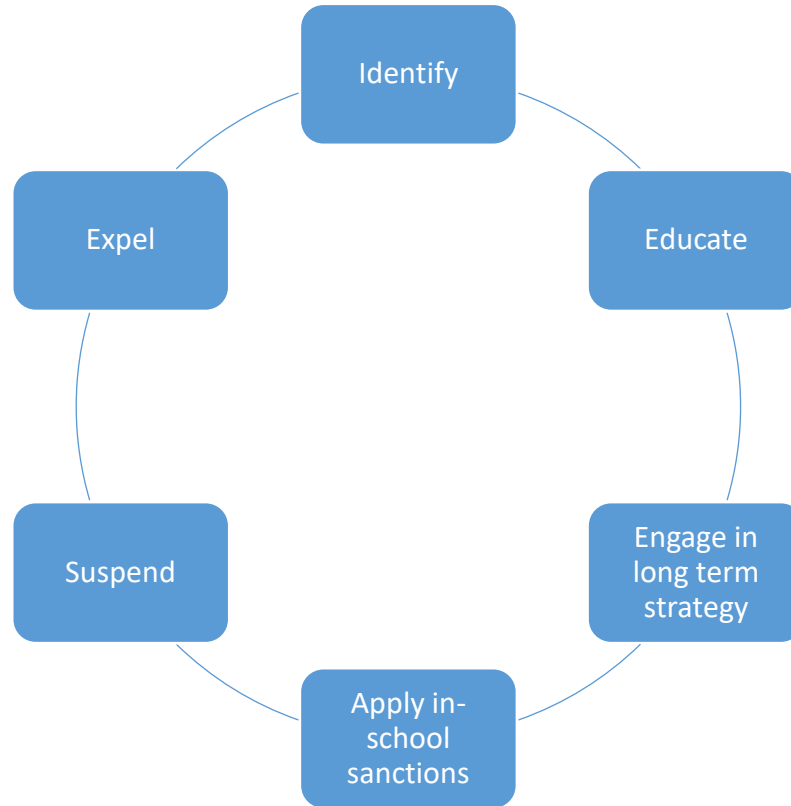 Identify
Expel
Educate
Suspend
Engage in
long term
strategy
Apply in-
school
sanctions